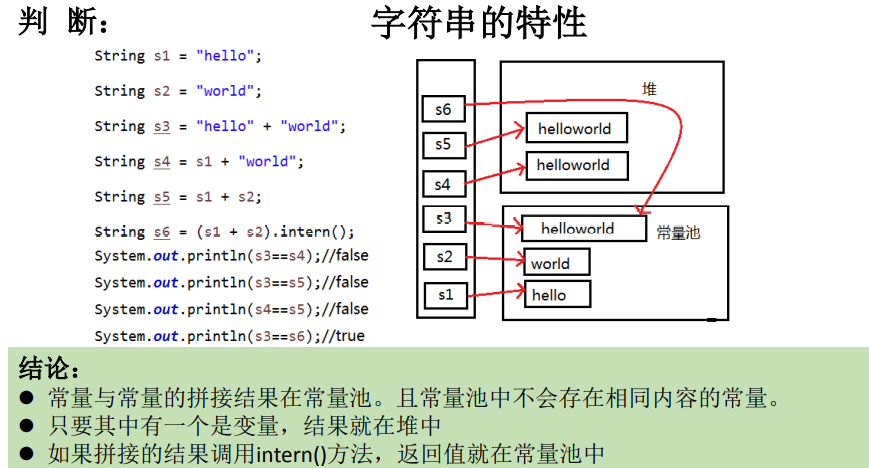 判 断：
字符串的特性
String s1 = "hello";
String s2 = "world";
String s3 = "hello" + "world";
String s4 = s1 + "world";
String s5 = s1 + s2;
String s6 = (s1 + s2).intern();
System.out.println(s3==s4);//false
System.out.println(s3==s5);//false
System.out.println(s4==s5);//false
System.out.println(s3==s6);//true
s6
s5
s4
s3
s2
s1
堆
helloworld
helloworld
helloworld
常量池
world
hello
结论：
● 常量与常量的拼接结果在常量池。且常量池中不会存在相同内容的常量。
● 只要其中有一个是变量，结果就在堆中
● 如果拼接的结果调用intern()方法，返回值就在常量池中